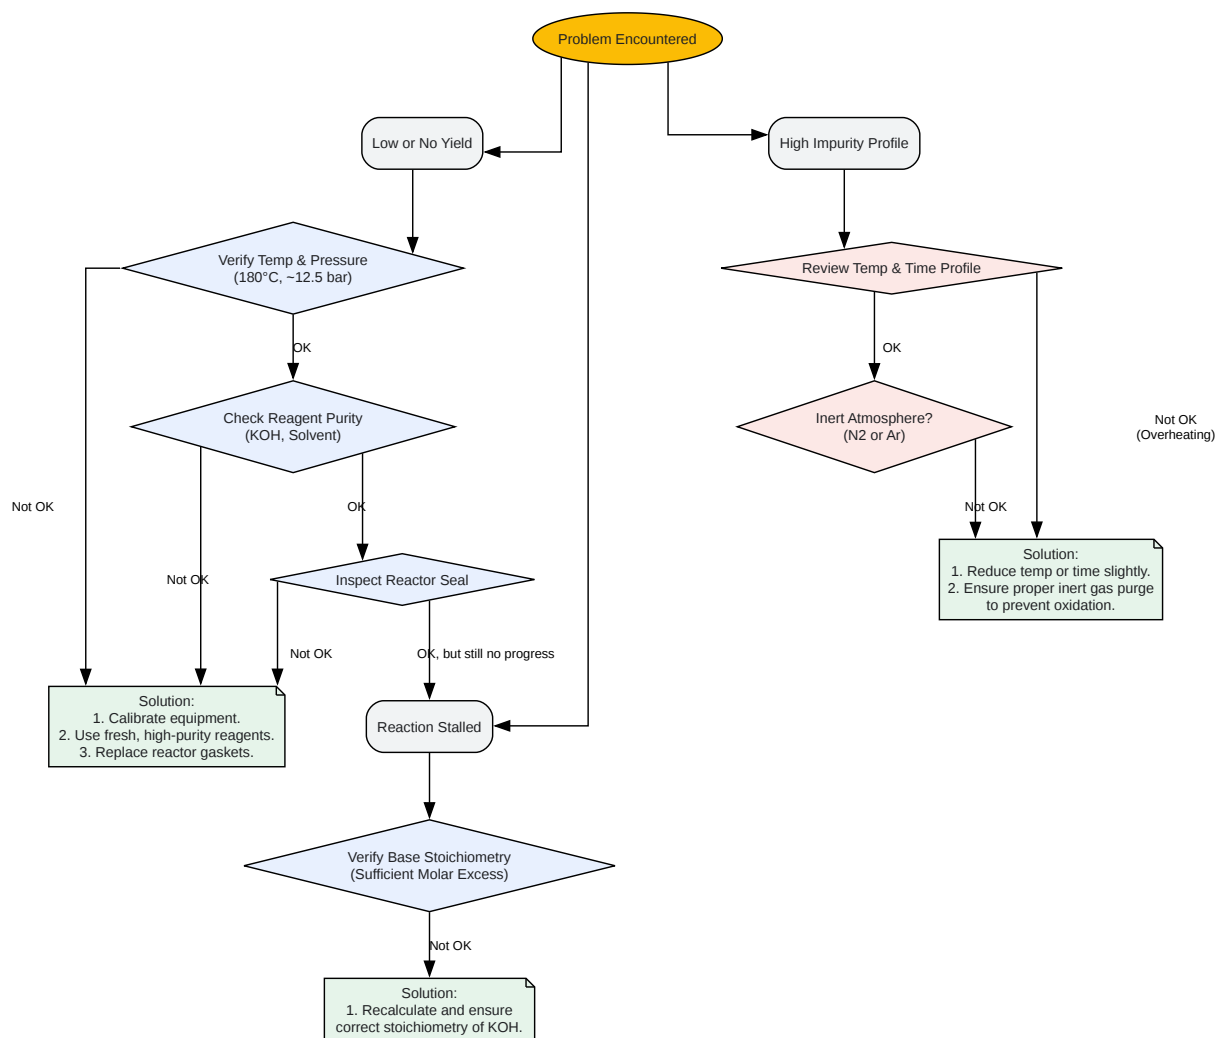 Problem Encountered
Low or No Yield
High Impurity Profile
Verify Temp & Pressure
(180°C, ~12.5 bar)
Review Temp & Time Profile
OK
OK
Check Reagent Purity
(KOH, Solvent)
Inert Atmosphere?
(N2 or Ar)
Not OK
(Overheating)
Not OK
OK
Not OK
Not OK
Inspect Reactor Seal
Solution:
1. Reduce temp or time slightly.
2. Ensure proper inert gas purge
to prevent oxidation.
Not OK
OK, but still no progress
Solution:
1. Calibrate equipment.
2. Use fresh, high-purity reagents.
3. Replace reactor gaskets.
Reaction Stalled
Verify Base Stoichiometry
(Sufficient Molar Excess)
Not OK
Solution:
1. Recalculate and ensure
correct stoichiometry of KOH.